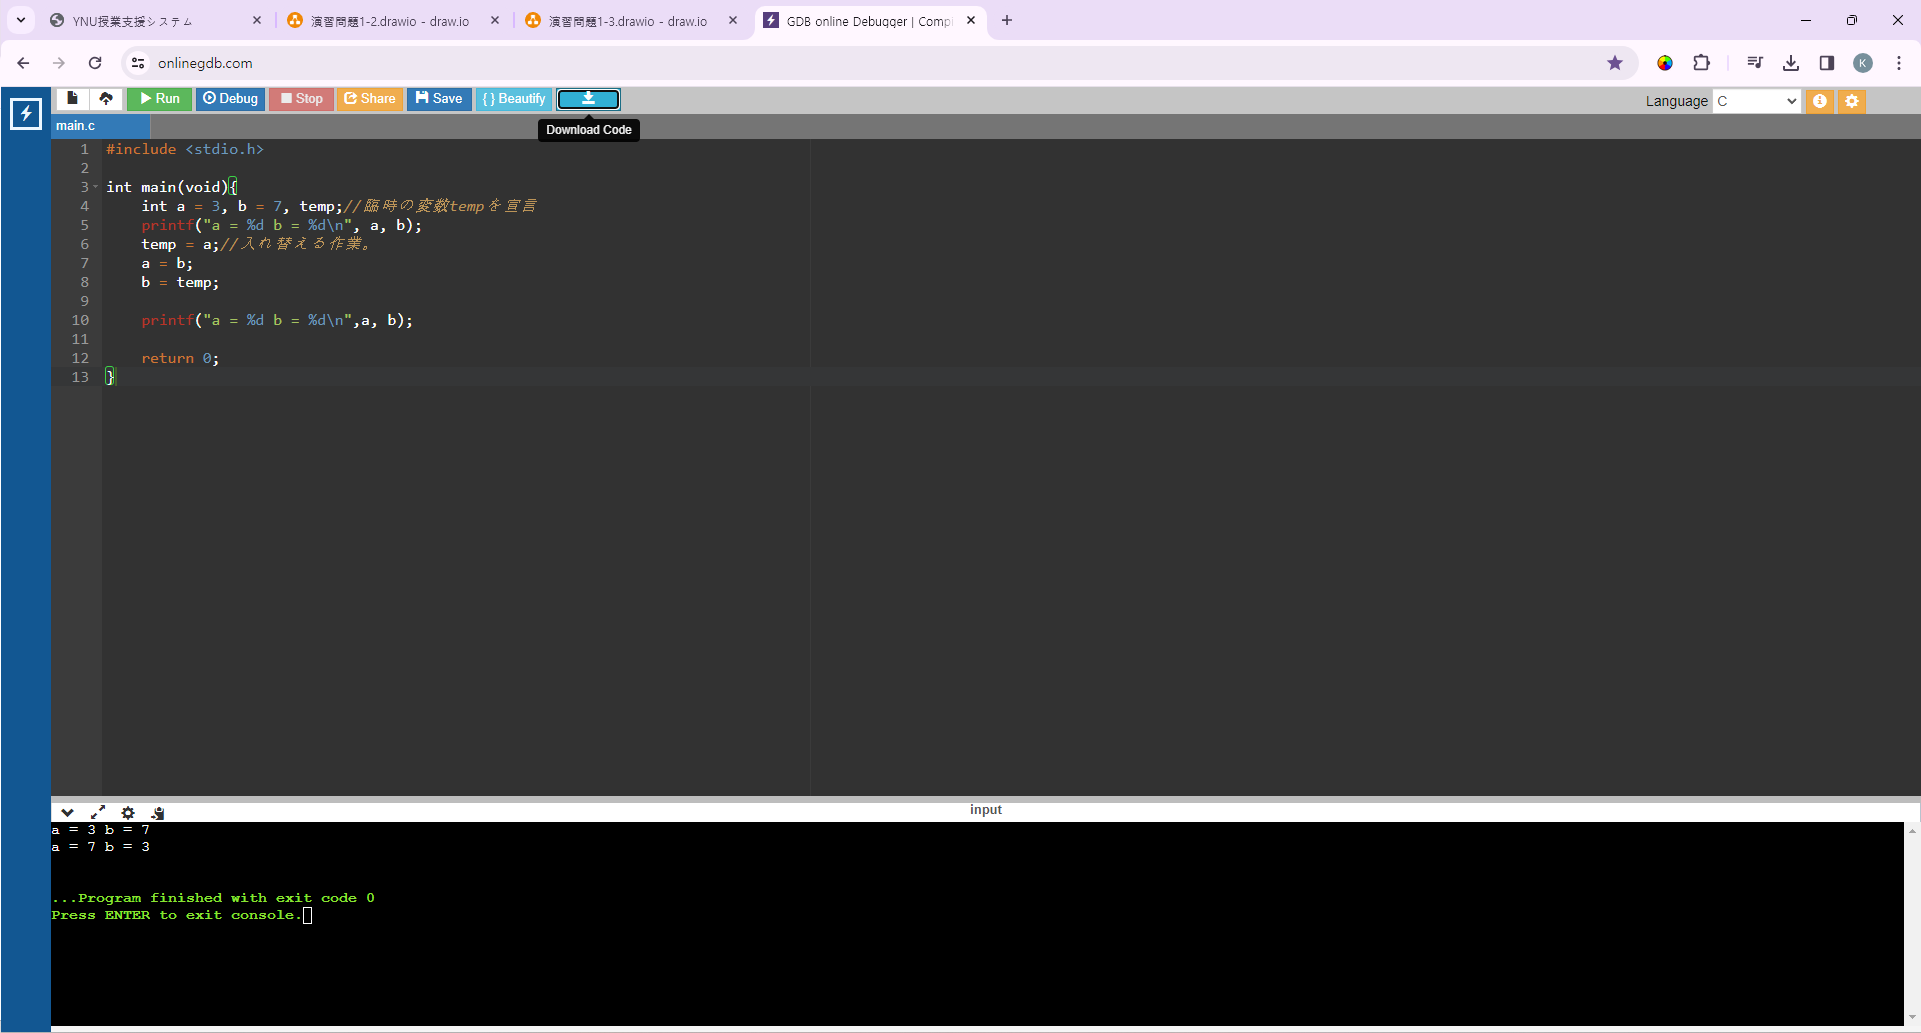 YNU授業支援システム
演習問題1-2.drawio - draw.io
演習問題1-3.drawio - draw.io
GDB online Debugger | Compi
onlinegdb.com
K
Run Debug Stop Share Save { } Beautify
Language C
main.c
Download Code
1 #include <stdio.h>
2
3 int main(void){
4 int a = 3, b = 7, temp;//臨時の変数tempを宣言
5 printf("a = %d b = %d\n", a, b);
6 temp = a;//入れ替える作業。
7 a = b;
8 b = temp;
9
10 printf("a = %d b = %d\n",a, b);
11
12 return 0;
13 }
input
a = 3 b = 7
a = 7 b = 3
...Program finished with exit code 0
Press ENTER to exit console.